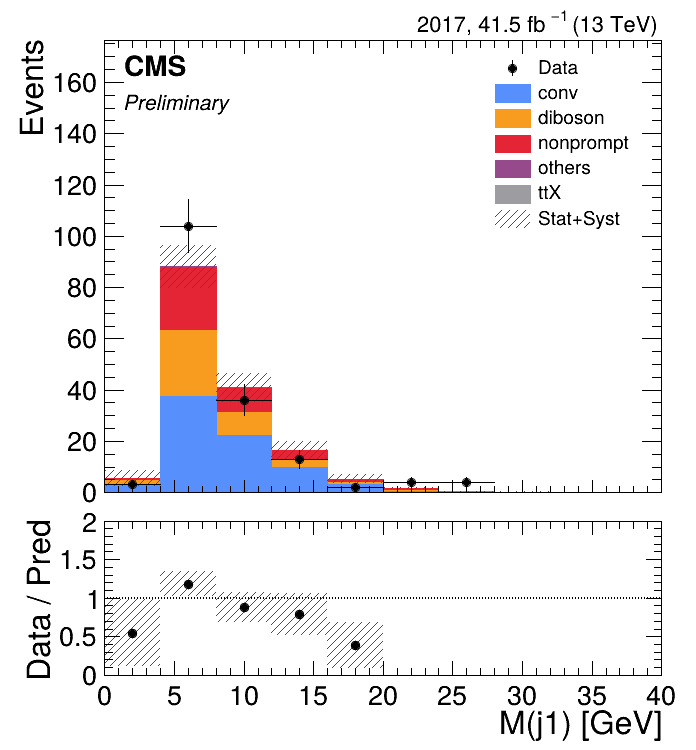 2017, 41.5 fb⁻¹ (13 TeV)
Events
CMS
Preliminary
Data
conv
diboson
nonprompt
others
ttX
Stat+Syst
160
140
120
100
80
60
40
20
0
Data / Pred
2
1.5
1
0.5
0
0 5 10 15 20 25 30 35 40
M(j1) [GeV]